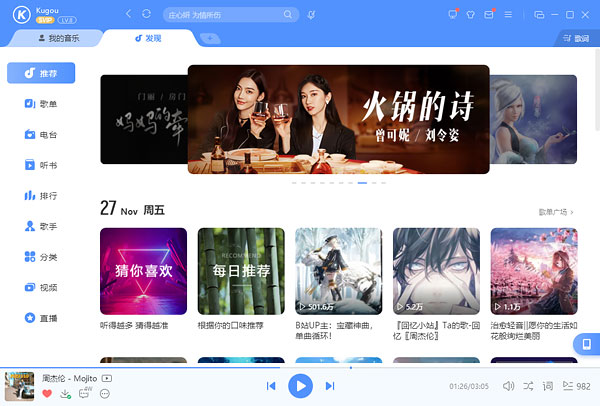 Kugou
SVIP LV.8
庄心妍 为情所伤
我的音乐
发现
歌词
推荐
歌单
电台
听书
排行
歌手
分类
视频
直播
门丽 / 房门
妈妈的牵
火锅的诗
曾可妮 / 刘令姿
27 Nov 周五
歌单广场 >
猜你喜欢
RECOMMEND
每日推荐
501.6万
5.2万
1.1万
听得越多 猜得越准
根据你的口味推荐
B站UP主：宝藏神曲，
单曲循环！
『回忆小站』Ta的歌-回
忆〖周杰伦〗
治愈轻音||愿你的生活如
花般绚烂美丽
周杰伦 - Mojito
4W
01:26/03:05
词
982